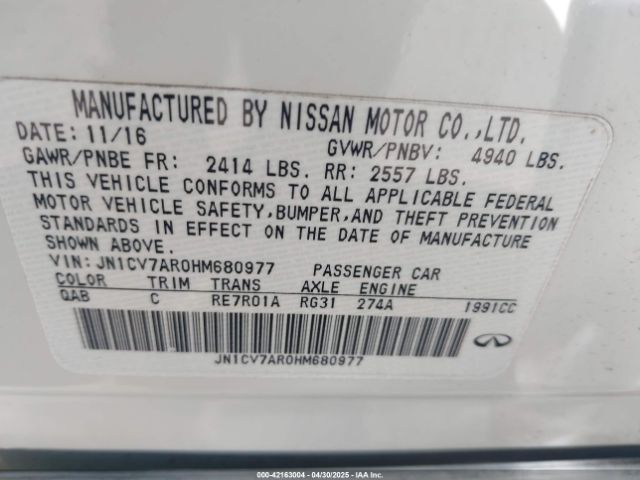 MANUFACTURED BY NISSAN MOTOR CO.,LTD.
DATE: 11/16 GVWR/PNBV: 4940 LBS.
GAWR/PNBE FR: 2414 LBS. RR: 2557 LBS.
THIS VEHICLE CONFORMS TO ALL APPLICABLE FEDERAL
MOTOR VEHICLE SAFETY,BUMPER,AND THEFT PREVENTION
STANDARDS IN EFFECT ON THE DATE OF MANUFACTURE
SHOWN ABOVE.
VIN: JN1CV7AR0HM680977 PASSENGER CAR
COLOR TRIM TRANS AXLE ENGINE
QAB C RE7R01A RG31 274A 1991CC
JN1CV7AR0HM680977
000-42163004 - 04/30/2025 - IAA Inc.